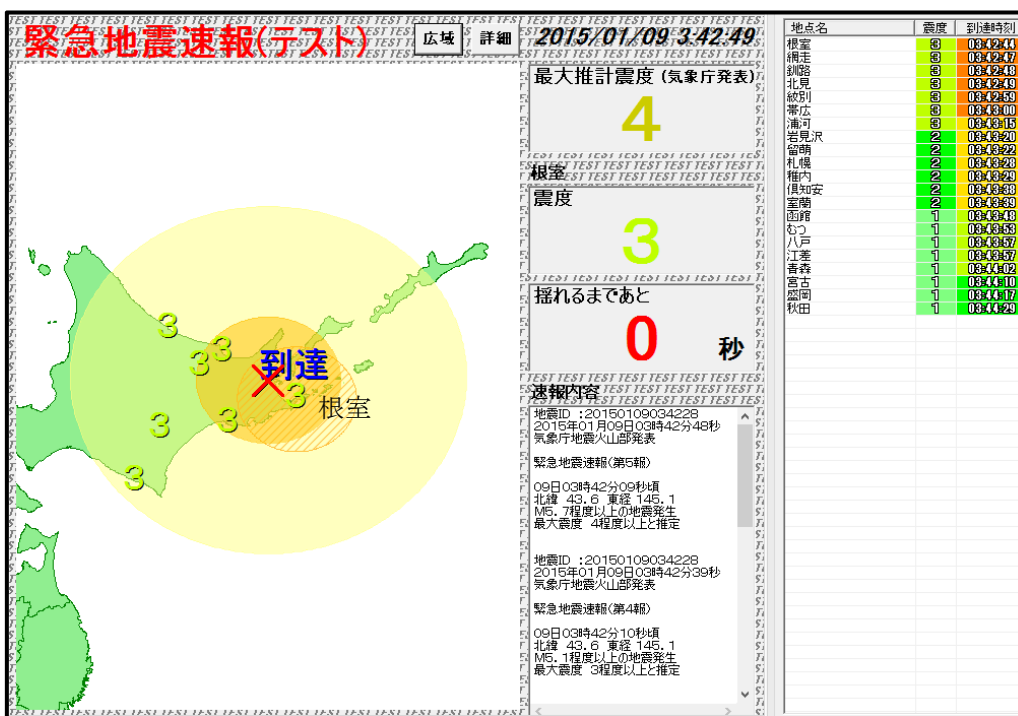 緊急地震速報(テスト)
広域
詳細
2015/01/09 3:42:49
最大推計震度 (気象庁発表)
4
根室
震度
3
揺れるまであと
0 秒
速報内容
地震ID :20150109034228
2015年01月09日03時42分48秒
気象庁地震火山部発表
緊急地震速報(第5報)
09日03時42分09秒頃
北緯 43.6 東経 145.1
M5.7程度以上の地震発生
最大震度 4程度以上と推定
地震ID :20150109034228
2015年01月09日03時42分39秒
気象庁地震火山部発表
緊急地震速報(第4報)
09日03時42分10秒頃
北緯 43.6 東経 145.1
M5.1程度以上の地震発生
最大震度 3程度以上と推定
3
3
3
到達
3
根室
3
3
3
地点名 震度 到達時刻
根室 3 03:42:44
網走 3 03:42:47
釧路 3 03:42:48
北見 3 03:42:49
紋別 3 03:42:59
帯広 3 03:43:00
浦河 3 03:43:15
岩見沢 2 03:43:20
留萌 2 03:43:22
札幌 2 03:43:28
稚内 2 03:43:29
倶知安 2 03:43:38
室蘭 2 03:43:39
函館 1 03:43:48
むつ 1 03:43:53
八戸 1 03:43:57
江差 1 03:43:57
青森 1 03:44:02
宮古 1 03:44:10
盛岡 1 03:44:17
秋田 1 03:44:29